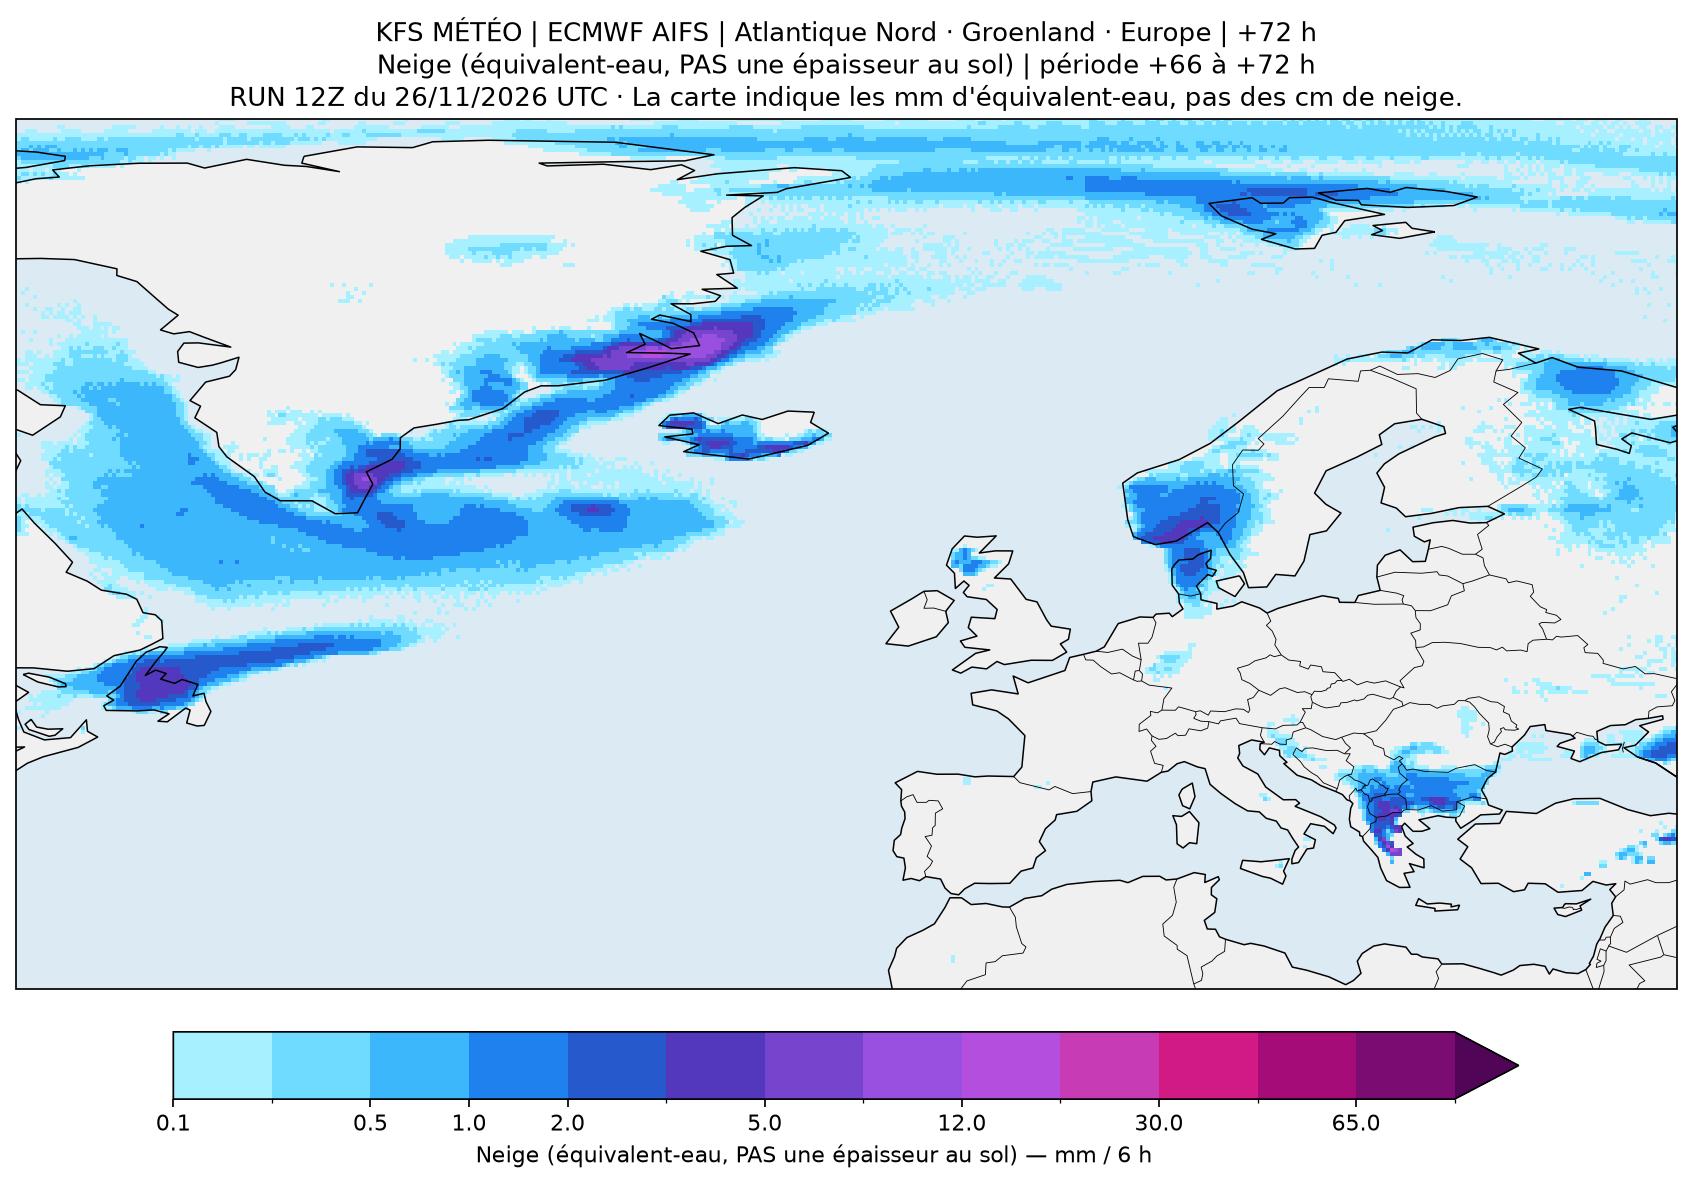 KFS MÉTÉO | ECMWF AIFS | Atlantique Nord · Groenland · Europe | +72 h
Neige (équivalent-eau, PAS une épaisseur au sol) | période +66 à +72 h
RUN 12Z du 26/11/2026 UTC · La carte indique les mm d'équivalent-eau, pas des cm de neige.
0.1 0.5 1.0 2.0 5.0 12.0 30.0 65.0
Neige (équivalent-eau, PAS une épaisseur au sol) — mm / 6 h